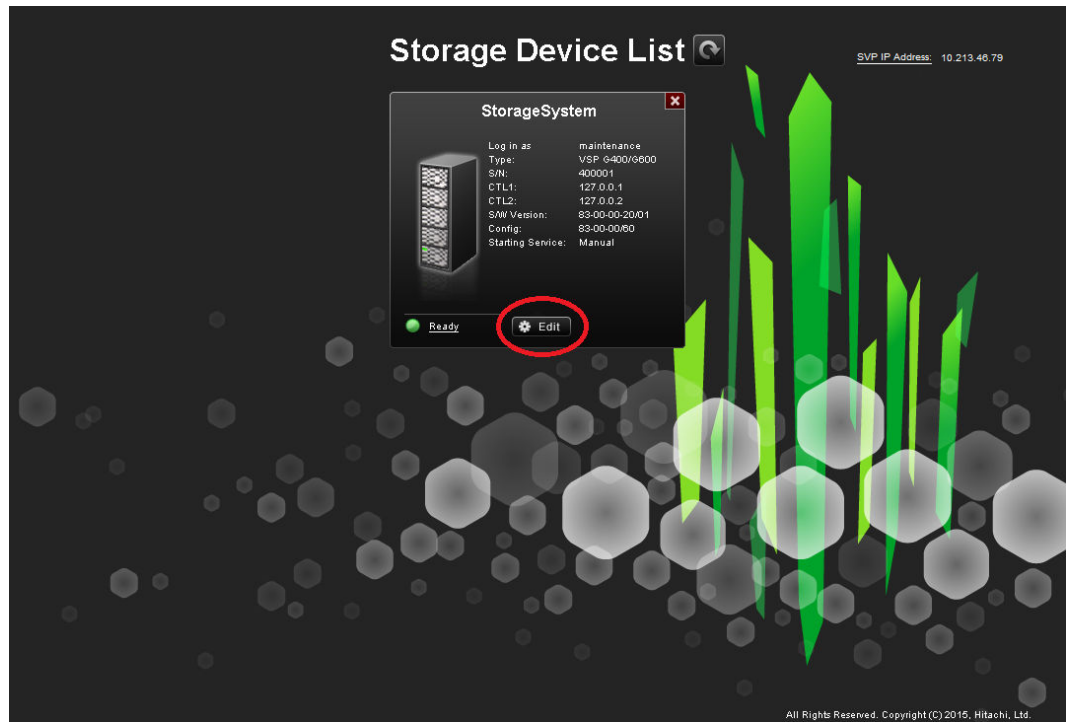 Storage Device List
SVP IP Address: 10.213.46.79
StorageSystem
Log in as maintenance
Type: VSP G400/G600
S/N: 400001
CTL1: 127.0.0.1
CTL2: 127.0.0.2
S/W Version: 83-00-00-20/01
Config: 83-00-00/60
Starting Service: Manual
Ready Edit
All Rights Reserved. Copyright (C) 2015, Hitachi, Ltd.